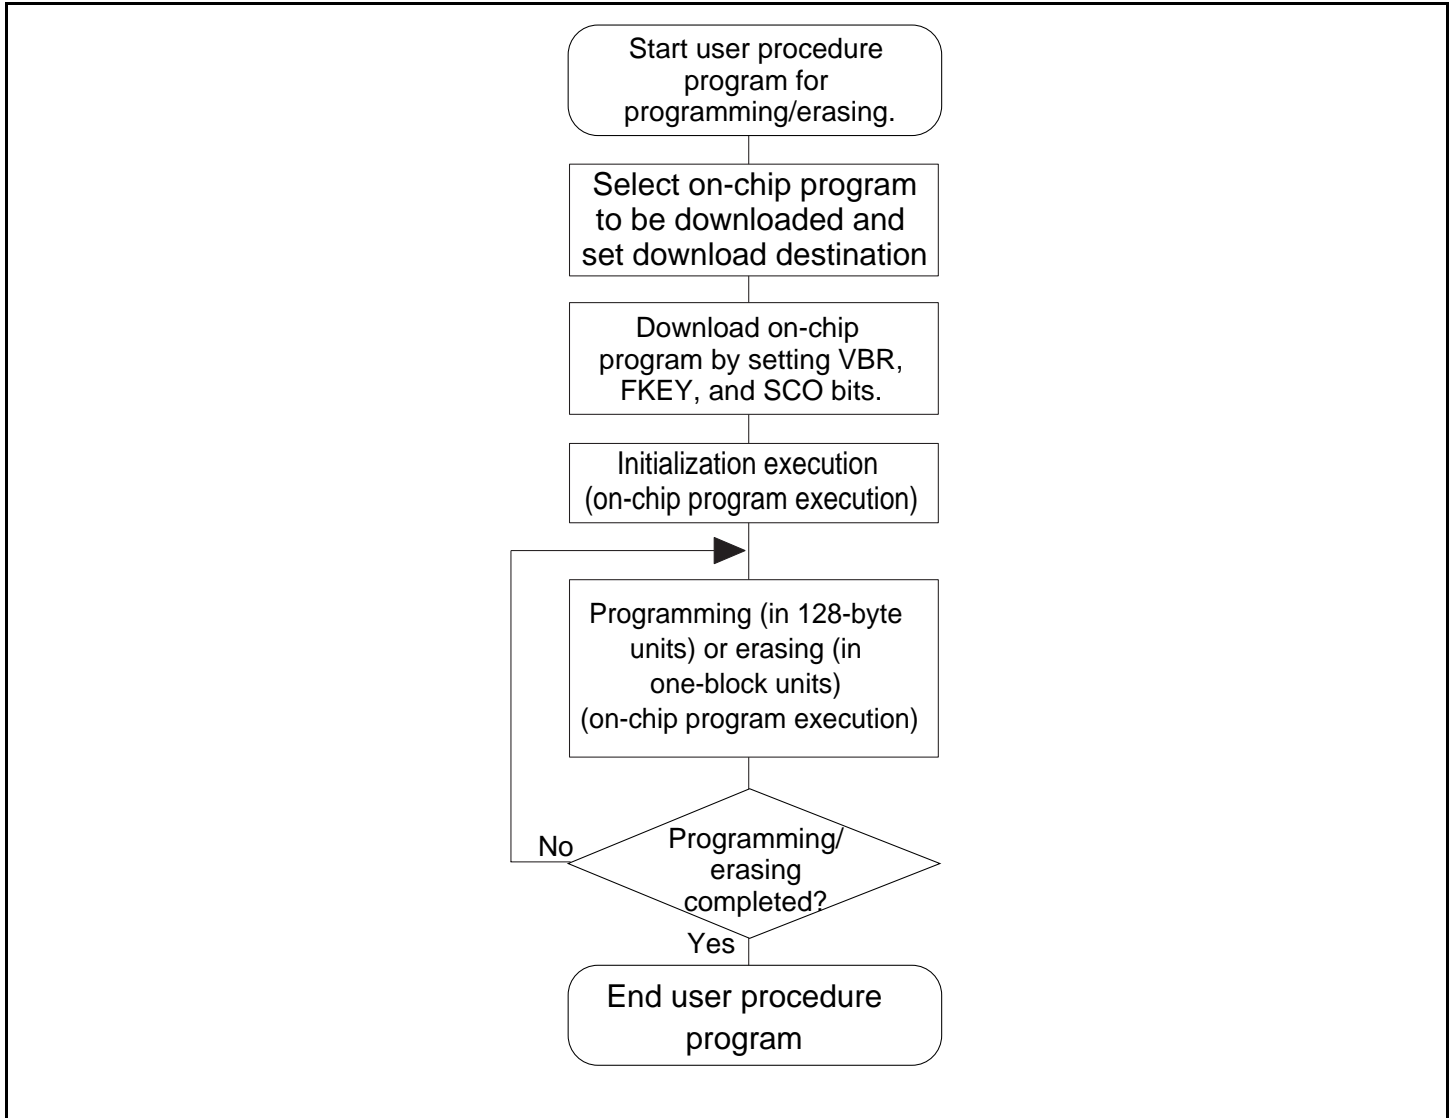 Start user procedure
program for
programming/erasing.
Select on-chip program
to be downloaded and
set download destination
Download on-chip
program by setting VBR,
FKEY, and SCO bits.
Initialization execution
(on-chip program execution)
Programming (in 128-byte
units) or erasing (in
one-block units)
(on-chip program execution)
No
Programming/
erasing
completed?
Yes
End user procedure
program